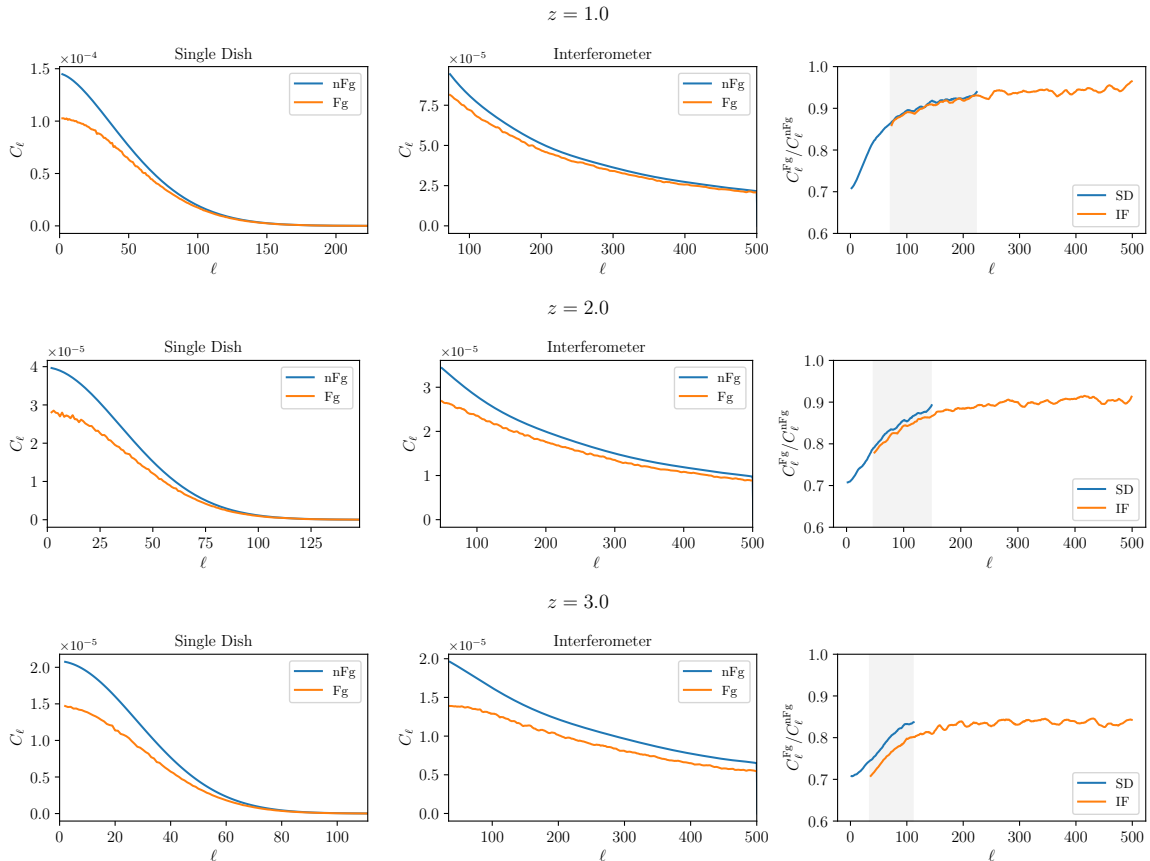 z = 1.0
Single Dish
×10⁻⁴
1.5
1.0
0.5
0.0
C_ℓ
0 50 100 150 200
ℓ
nFg
Fg
Interferometer
×10⁻⁵
7.5
5.0
2.5
0.0
C_ℓ
100 200 300 400 500
ℓ
nFg
Fg
1.0
0.9
0.8
0.7
0.6
C_ℓ^Fg/C_ℓ^nFg
0 100 200 300 400 500
ℓ
SD
IF
z = 2.0
Single Dish
×10⁻⁵
4
3
2
1
0
C_ℓ
0 25 50 75 100 125
ℓ
nFg
Fg
Interferometer
×10⁻⁵
3
2
1
0
C_ℓ
100 200 300 400 500
ℓ
nFg
Fg
1.0
0.9
0.8
0.7
0.6
C_ℓ^Fg/C_ℓ^nFg
0 100 200 300 400 500
ℓ
SD
IF
z = 3.0
Single Dish
×10⁻⁵
2.0
1.5
1.0
0.5
0.0
C_ℓ
0 20 40 60 80 100
ℓ
nFg
Fg
Interferometer
×10⁻⁵
2.0
1.5
1.0
0.5
0.0
C_ℓ
100 200 300 400 500
ℓ
nFg
Fg
1.0
0.9
0.8
0.7
0.6
C_ℓ^Fg/C_ℓ^nFg
0 100 200 300 400 500
ℓ
SD
IF